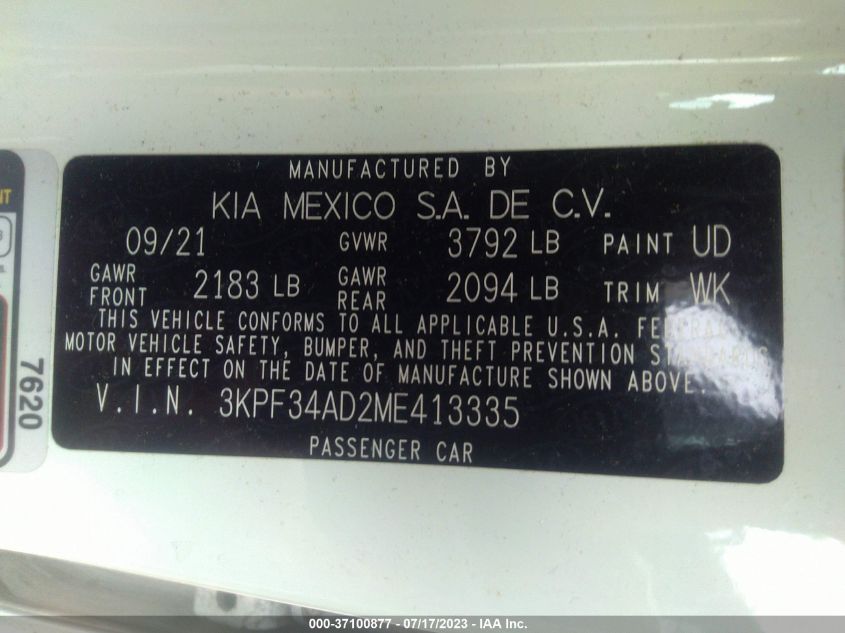 MANUFACTURED BY
KIA MEXICO S.A. DE C.V.
09/21 GVWR 3792 LB PAINT UD
GAWR FRONT 2183 LB GAWR REAR 2094 LB TRIM WK
THIS VEHICLE CONFORMS TO ALL APPLICABLE U.S.A. FEDERAL
MOTOR VEHICLE SAFETY, BUMPER, AND THEFT PREVENTION STANDARDS
IN EFFECT ON THE DATE OF MANUFACTURE SHOWN ABOVE.
V.I.N. 3KPF34AD2ME413335
PASSENGER CAR
7620
000-37100877 - 07/17/2023 - IAA Inc.